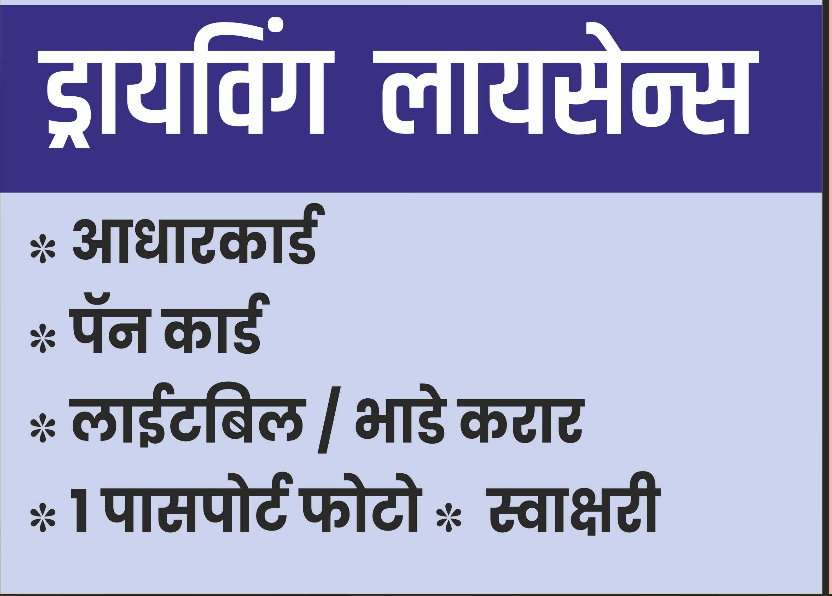 ड्रायविंग लायसेन्स
* आधारकार्ड
* पॅन कार्ड
* लाईटबिल / भाडे करार
* 1 पासपोर्ट फोटो * स्वाक्षरी